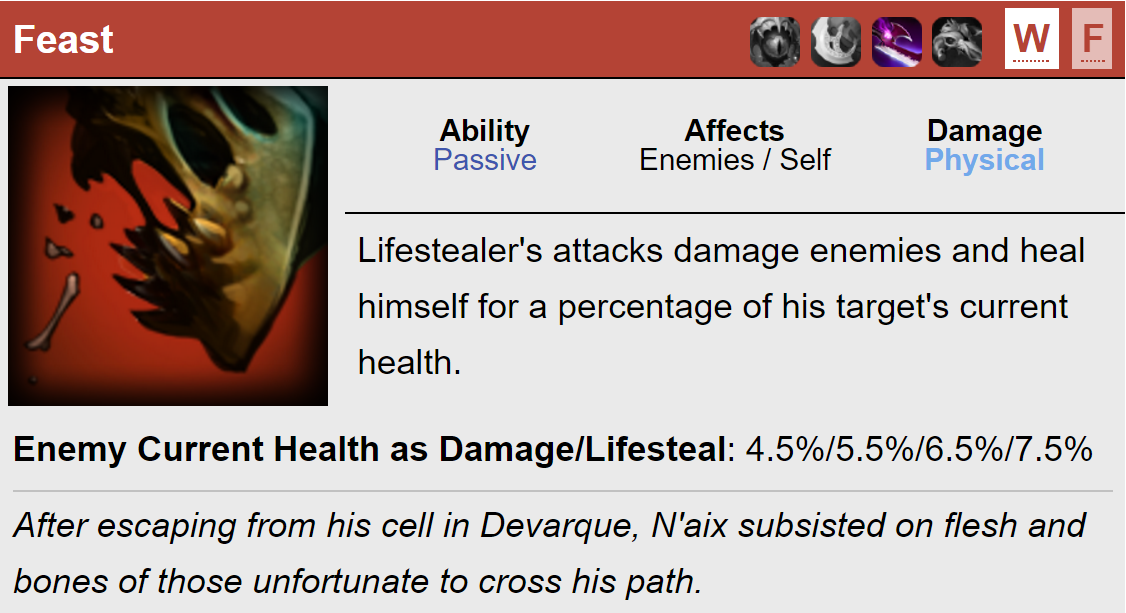 Feast
W F
Ability Affects Damage
Passive Enemies / Self Physical
Lifestealer's attacks damage enemies and heal
himself for a percentage of his target's current
health.
Enemy Current Health as Damage/Lifesteal: 4.5%/5.5%/6.5%/7.5%
After escaping from his cell in Devarque, N'aix subsisted on flesh and
bones of those unfortunate to cross his path.